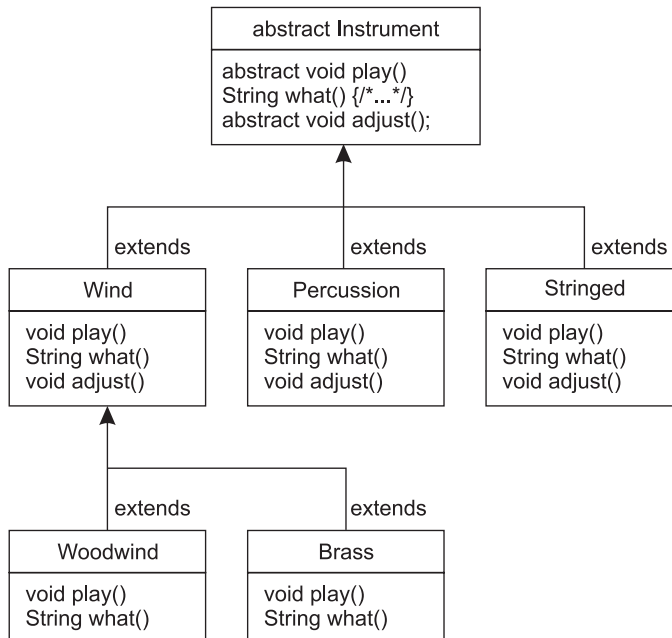 abstract Instrument
abstract void play()
String what() {/*...*/}
abstract void adjust();
extends
extends
extends
Wind
void play()
String what()
void adjust()
Percussion
void play()
String what()
void adjust()
Stringed
void play()
String what()
void adjust()
extends
extends
Woodwind
void play()
String what()
Brass
void play()
String what()